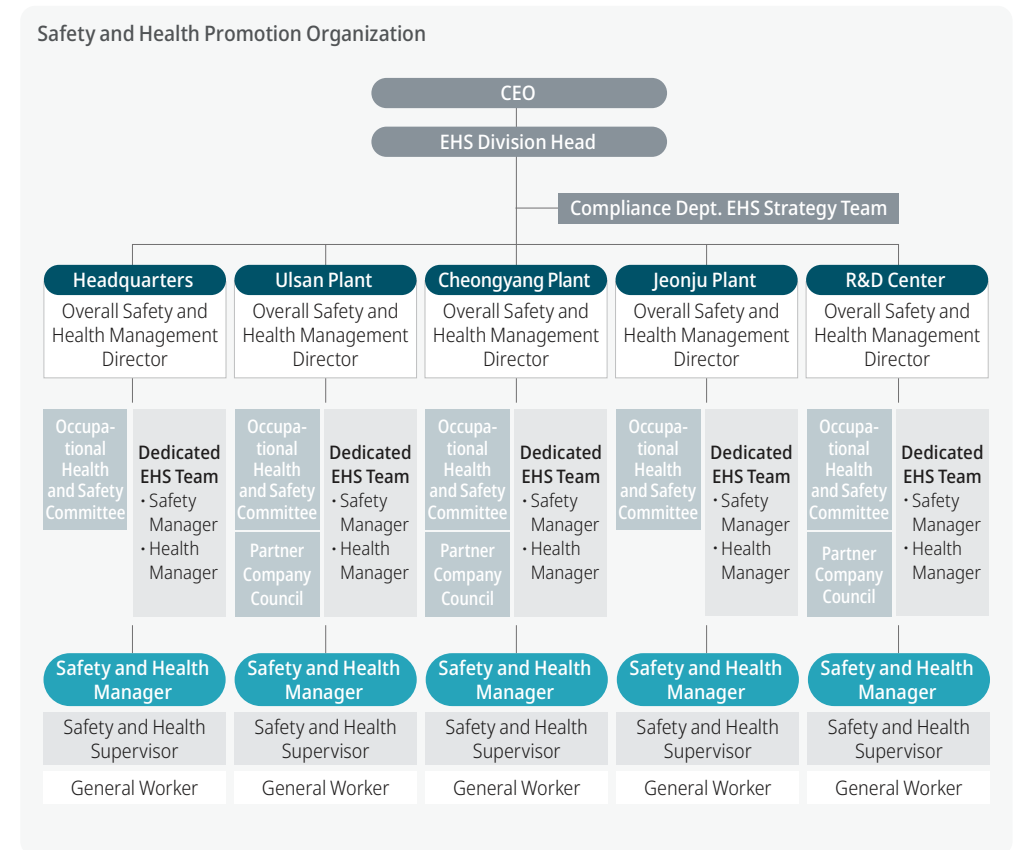 Safety and Health Promotion Organization
CEO
EHS Division Head
Compliance Dept. EHS Strategy Team
Headquarters
Overall Safety and
Health Management
Director
Occupa-
tional
Health
and Safety
Committee
Dedicated
EHS Team
· Safety
Manager
· Health
Manager
Safety and Health
Manager
Safety and Health
Supervisor
General Worker
Ulsan Plant
Overall Safety and
Health Management
Director
Occupa-
tional
Health
and Safety
Committee
Partner
Company
Council
Dedicated
EHS Team
· Safety
Manager
· Health
Manager
Safety and Health
Manager
Safety and Health
Supervisor
General Worker
Cheongyang Plant
Overall Safety and
Health Management
Director
Occupa-
tional
Health
and Safety
Committee
Partner
Company
Council
Dedicated
EHS Team
· Safety
Manager
· Health
Manager
Safety and Health
Manager
Safety and Health
Supervisor
General Worker
Jeonju Plant
Overall Safety and
Health Management
Director
Occupa-
tional
Health
and Safety
Committee
Dedicated
EHS Team
· Safety
Manager
· Health
Manager
Safety and Health
Manager
Safety and Health
Supervisor
General Worker
R&D Center
Overall Safety and
Health Management
Director
Occupa-
tional
Health
and Safety
Committee
Partner
Company
Council
Dedicated
EHS Team
· Safety
Manager
· Health
Manager
Safety and Health
Manager
Safety and Health
Supervisor
General Worker